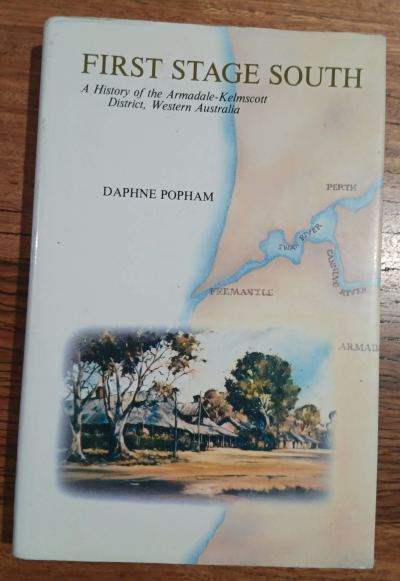 FIRST STAGE SOUTH
A History of the Armadale-Kelmscott
District, Western Australia
DAPHNE POPHAM
PERTH
SWAN RIVER
CANNING RIVER
FREMANTLE
ARMAD